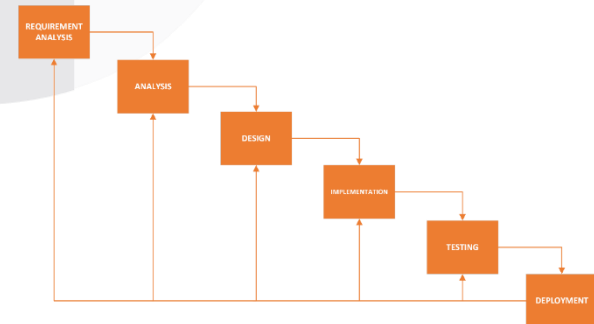 REQUIREMENT
ANALYSIS
ANALYSIS
DESIGN
IMPLEMENTATION
TESTING
DEPLOYMENT